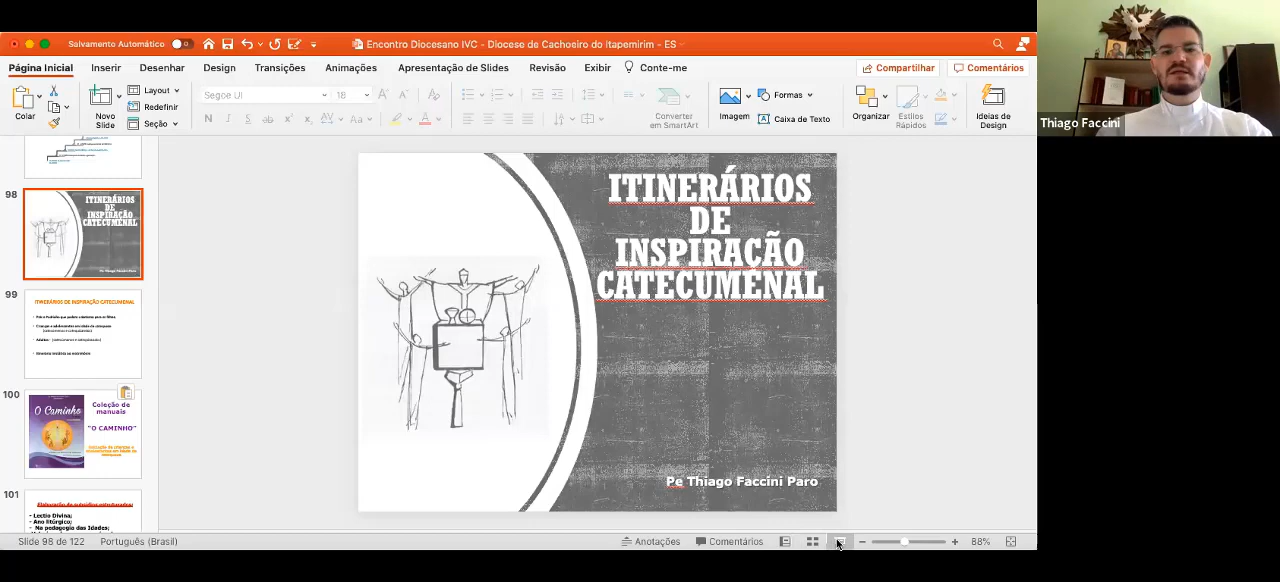 Salvamento Automático
Encontro Diocesano IVC - Diocese de Cachoeiro do Itapemirim - ES
Página Inicial Inserir Desenhar Design Transições Animações Apresentação de Slides Revisão Exibir Conte-me Compartilhar Comentários
Colar
Novo Slide
Layout
Redefinir
Seção
Segoe UI 18
Converter em SmartArt
Imagem
Formas
Caixa de Texto
Organizar
Estilos Rápidos
Ideias de Design
Thiago Faccini
98
ITINERÁRIOS
DE
INSPIRAÇÃO
CATECUMENAL
Pe Thiago Faccini Paro
99
ITINERÁRIOS DE INSPIRAÇÃO CATECUMENAL
100
O Caminho
Coleção de
manuais
"O CAMINHO"
101
- Lectio Divina;
- Ano litúrgico;
- Na pedagogia das Idades;
ITINERÁRIOS
DE
INSPIRAÇÃO
CATECUMENAL
Pe Thiago Faccini Paro
Slide 98 de 122 Português (Brasil) Anotações Comentários 88%